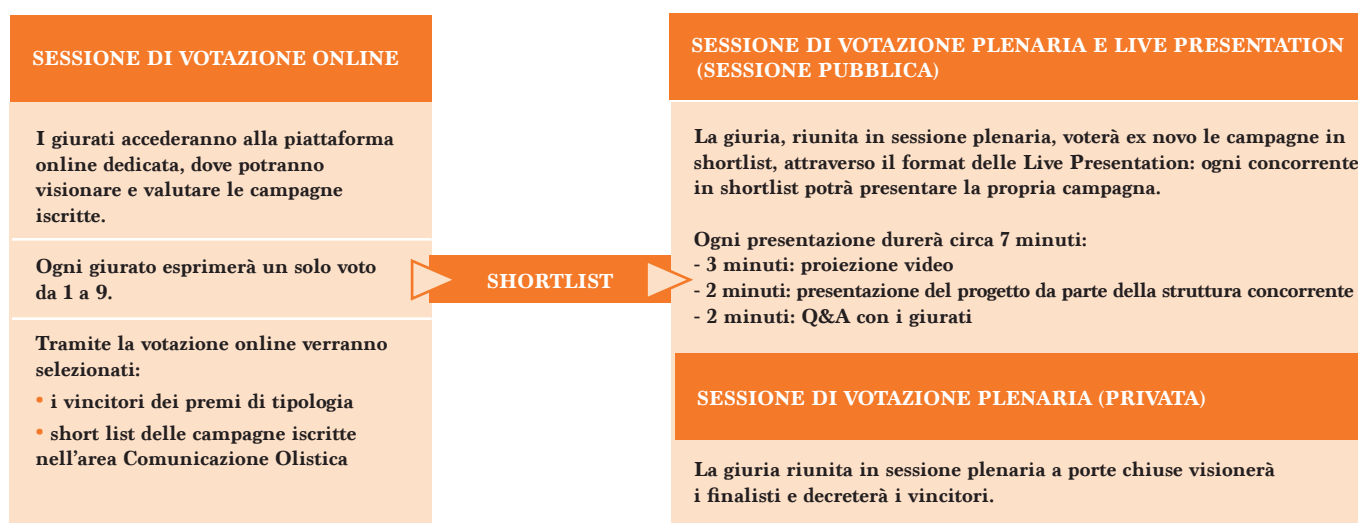 SESSIONE DI VOTAZIONE ONLINE
I giurati accederanno alla piattaforma
online dedicata, dove potranno
visionare e valutare le campagne
iscritte.
Ogni giurato esprimerà un solo voto
da 1 a 9.
Tramite la votazione online verranno
selezionati:
• i vincitori dei premi di tipologia
• short list delle campagne iscritte
nell'area Comunicazione Olistica
SHORTLIST
SESSIONE DI VOTAZIONE PLENARIA E LIVE PRESENTATION
(SESSIONE PUBBLICA)
La giuria, riunita in sessione plenaria, voterà ex novo le campagne in
shortlist, attraverso il format delle Live Presentation: ogni concorrente
in shortlist potrà presentare la propria campagna.
Ogni presentazione durerà circa 7 minuti:
- 3 minuti: proiezione video
- 2 minuti: presentazione del progetto da parte della struttura concorrente
- 2 minuti: Q&A con i giurati
SESSIONE DI VOTAZIONE PLENARIA (PRIVATA)
La giuria riunita in sessione plenaria a porte chiuse visionerà
i finalisti e decreterà i vincitori.